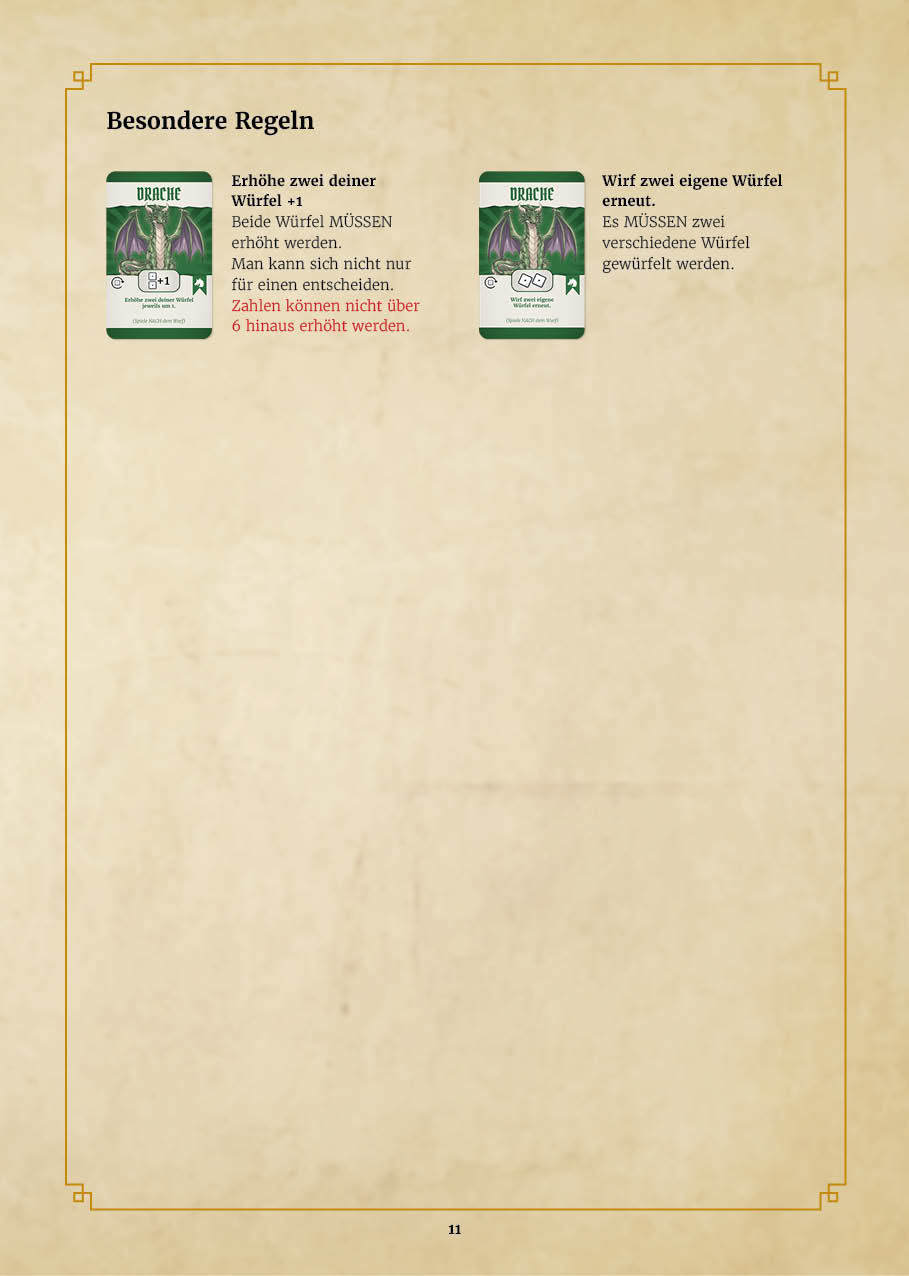 Besondere Regeln
DRACHE
+1
Erhöhe zwei deiner Würfel
jeweils um 1.
(Spiele NACH dem Wurf)
Erhöhe zwei deiner
Würfel +1
Beide Würfel MÜSSEN
erhöht werden.
Man kann sich nicht nur
für einen entscheiden.
Zahlen können nicht über
6 hinaus erhöht werden.
DRACHE
Wirf zwei eigene
Würfel erneut.
(Spiele NACH dem Wurf)
Wirf zwei eigene Würfel
erneut.
Es MÜSSEN zwei
verschiedene Würfel
gewürfelt werden.
11